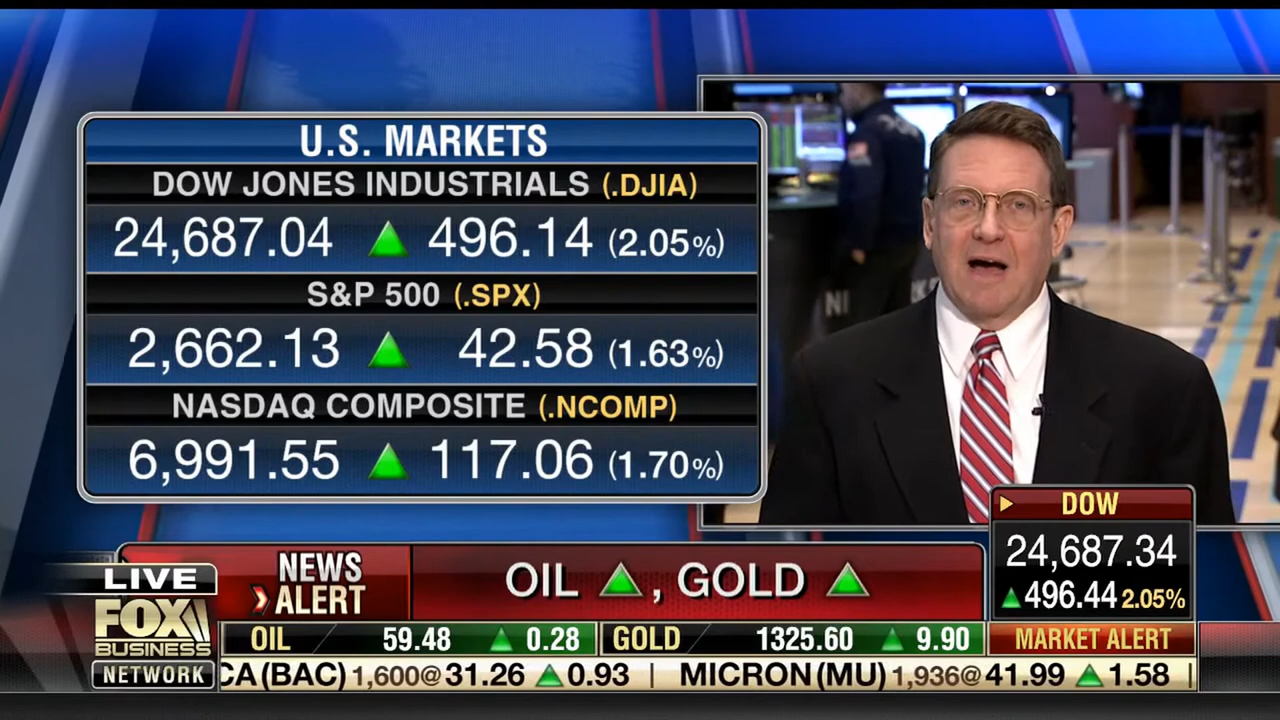 U.S. MARKETS
DOW JONES INDUSTRIALS (.DJIA)
24,687.04 ▲ 496.14 (2.05%)
S&P 500 (.SPX)
2,662.13 ▲ 42.58 (1.63%)
NASDAQ COMPOSITE (.NCOMP)
6,991.55 ▲ 117.06 (1.70%)
NI
DOW
24,687.34
▲ 496.44 2.05%
MARKET ALERT
NEWS
ALERT
OIL ▲, GOLD ▲
LIVE
FOX
BUSINESS
NETWORK
OIL 59.48 ▲ 0.28
GOLD 1325.60 ▲ 9.90
CA (BAC) 1,600@31.26 ▲ 0.93 | MICRON (MU) 1,936@41.99 ▲ 1.58 |